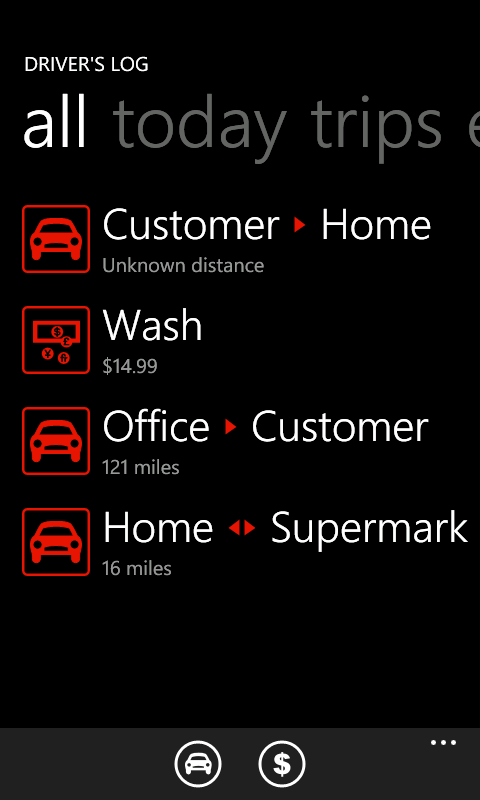 DRIVER'S LOG
all today trips e
Customer Home
Unknown distance
Wash
$14.99
Office Customer
121 miles
Home Supermark
16 miles